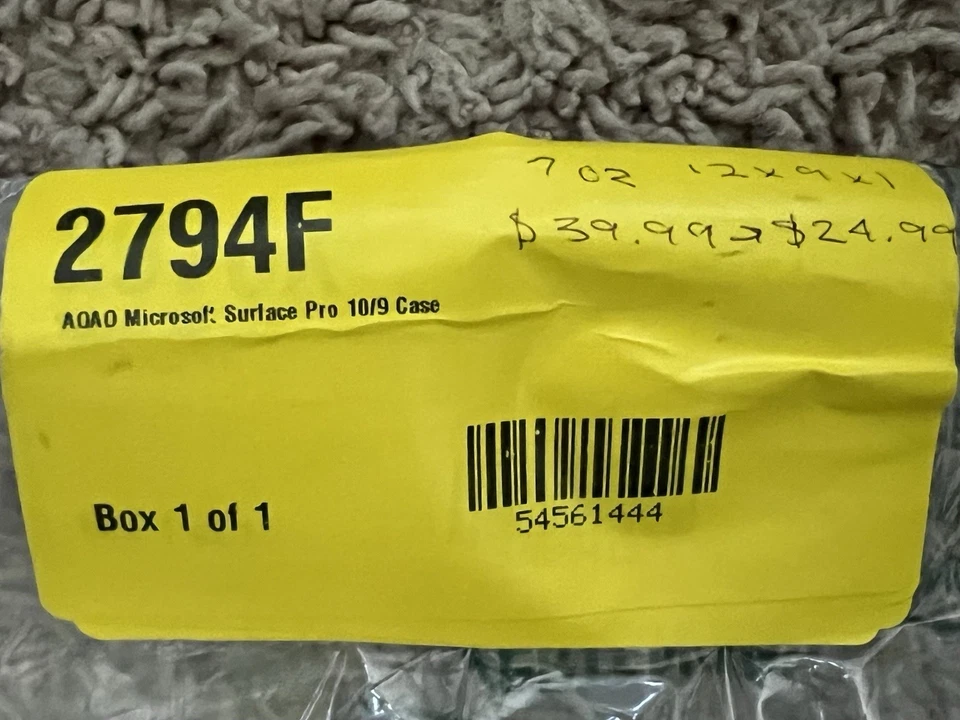 7 oz 12x9x1
$39.99→$24.99
2794F
AOAO Microsoft Surface Pro 10/9 Case
Box 1 of 1
54561444